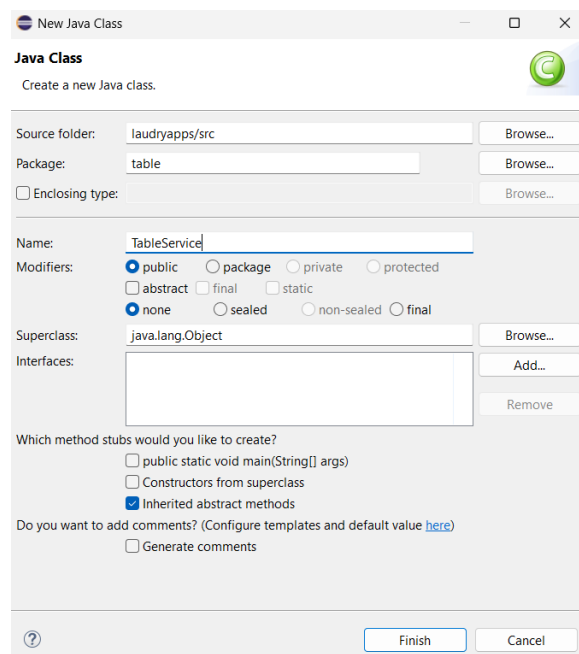 New Java Class
Java Class
Create a new Java class.
Source folder: laudryapps/src Browse...
Package: table Browse...
Enclosing type: Browse...
Name: TableService
Modifiers: public package private protected
abstract final static
none sealed non-sealed final
Superclass: java.lang.Object Browse...
Interfaces: Add...
Remove
Which method stubs would you like to create?
public static void main(String[] args)
Constructors from superclass
Inherited abstract methods
Do you want to add comments? (Configure templates and default value here)
Generate comments
? Finish Cancel